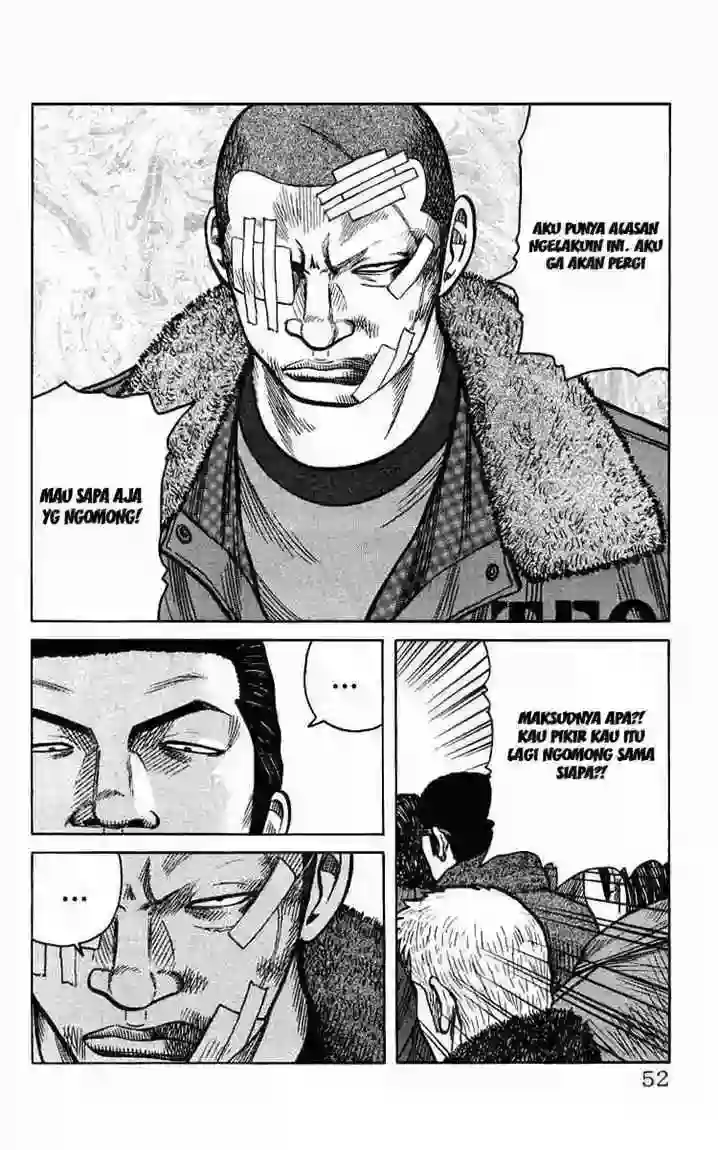 AKU PUNYA ALASAN
NGELAKUIN INI. AKU
GA AKAN PERGI
MAU SAPA AJA
YG NGOMONG!
MAKSUDNYA APA?!
KAU PIKIR KAU ITU
LAGI NGOMONG SAMA
SIAPA?!
...
...
52